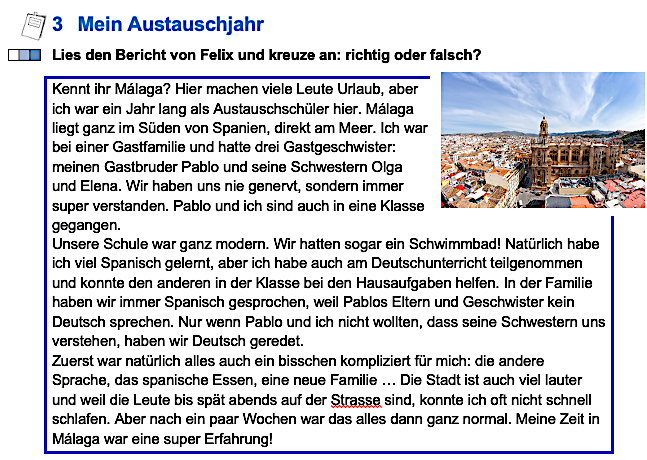 3 Mein Austauschjahr
Lies den Bericht von Felix und kreuze an: richtig oder falsch?
Kennt ihr Málaga? Hier machen viele Leute Urlaub, aber
ich war ein Jahr lang als Austauschschüler hier. Málaga
liegt ganz im Süden von Spanien, direkt am Meer. Ich war
bei einer Gastfamilie und hatte drei Gastgeschwister:
meinen Gastbruder Pablo und seine Schwestern Olga
und Elena. Wir haben uns nie genervt, sondern immer
super verstanden. Pablo und ich sind auch in eine Klasse
gegangen.
Unsere Schule war ganz modern. Wir hatten sogar ein Schwimmbad! Natürlich habe
ich viel Spanisch gelernt, aber ich habe auch am Deutschunterricht teilgenommen
und konnte den anderen in der Klasse bei den Hausaufgaben helfen. In der Familie
haben wir immer Spanisch gesprochen, weil Pablos Eltern und Geschwister kein
Deutsch sprechen. Nur wenn Pablo und ich nicht wollten, dass seine Schwestern uns
verstehen, haben wir Deutsch geredet.
Zuerst war natürlich alles auch ein bisschen kompliziert für mich: die andere
Sprache, das spanische Essen, eine neue Familie … Die Stadt ist auch viel lauter
und weil die Leute bis spät abends auf der Strasse sind, konnte ich oft nicht schnell
schlafen. Aber nach ein paar Wochen war das alles dann ganz normal. Meine Zeit in
Málaga war eine super Erfahrung!